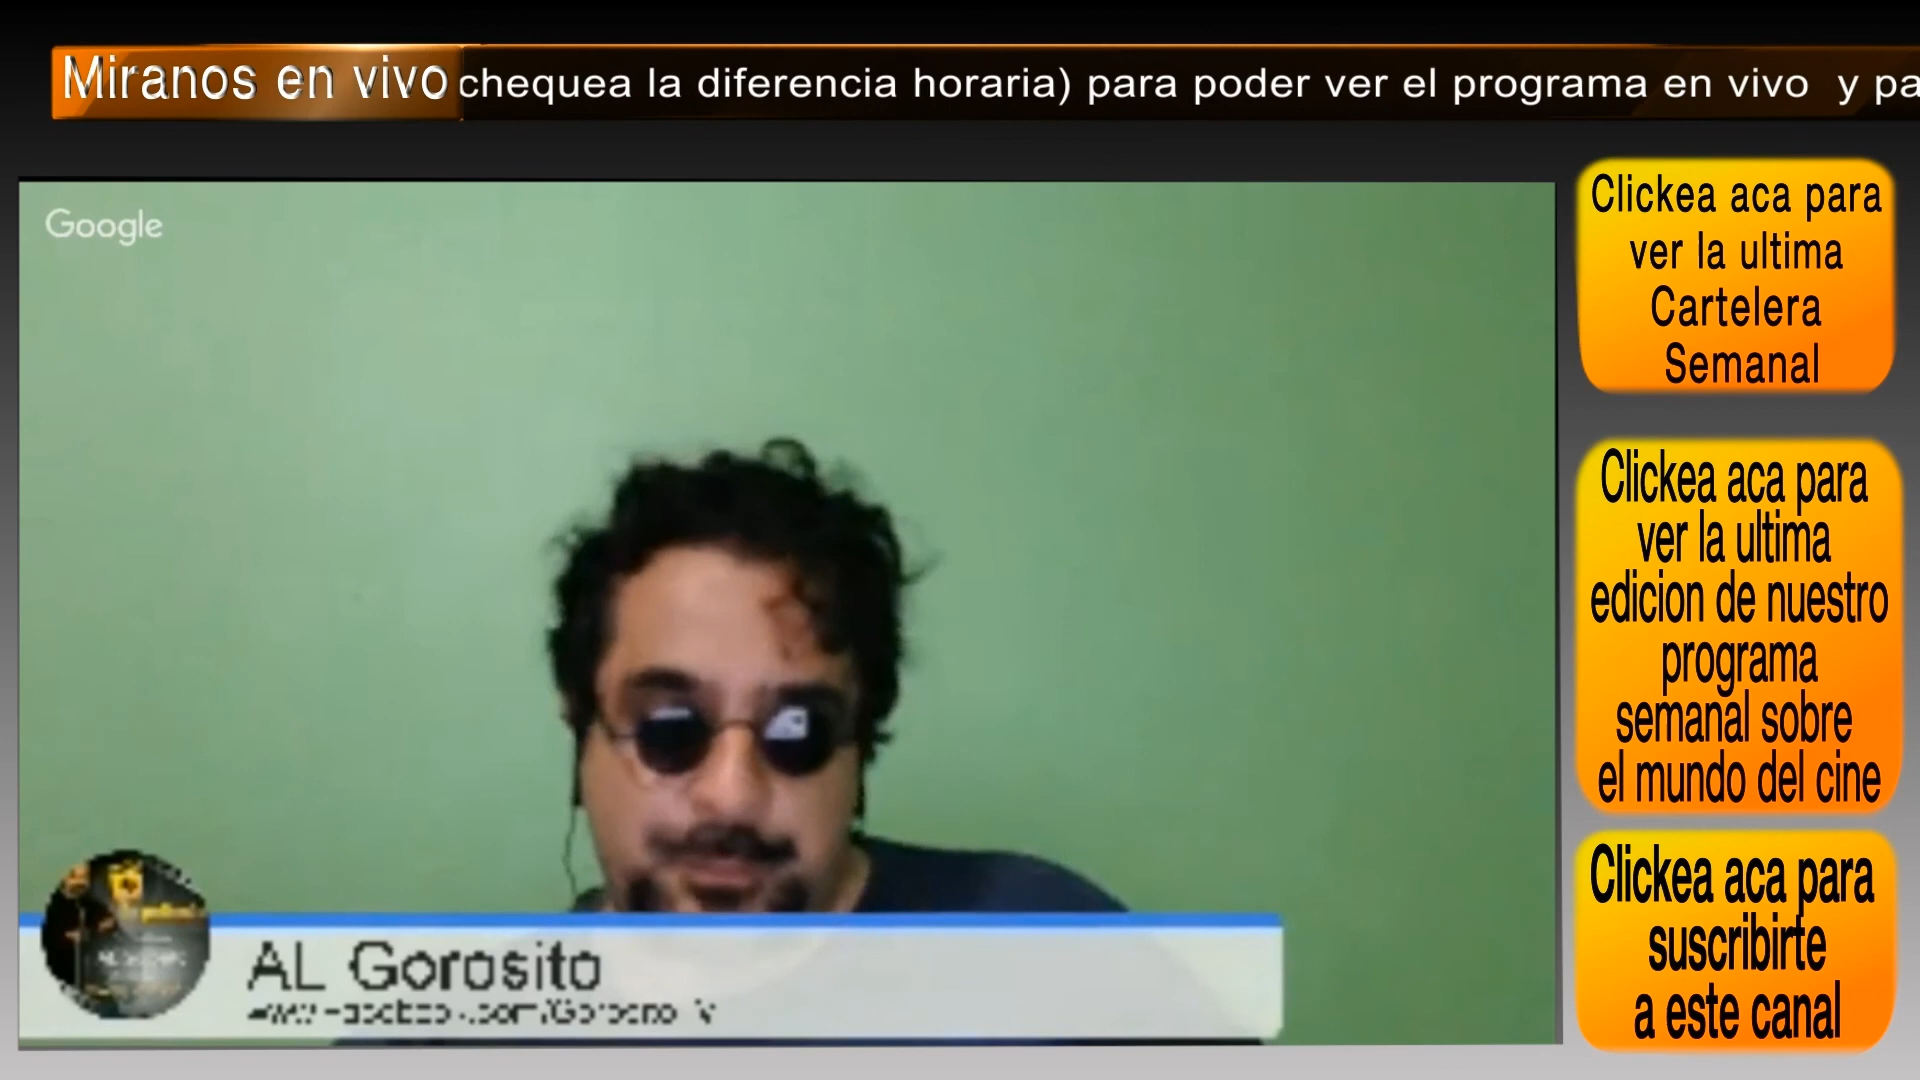 Miranos en vivo chequea la diferencia horaria) para poder ver el programa en vivo y pa
Google
AL Gorosito
Clickea aca para
ver la ultima
Cartelera
Semanal
Clickea aca para
ver la ultima
edicion de nuestro
programa
semanal sobre
el mundo del cine
Clickea aca para
suscribirte
a este canal